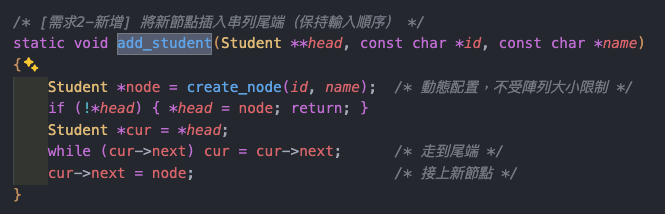 /* [需求2-新增] 將新節點插入串列尾端（保持輸入順序） */
static void add_student(Student **head, const char *id, const char *name)
{
    Student *node = create_node(id, name);  /* 動態配置，不受陣列大小限制 */
    if (!*head) { *head = node; return; }
    Student *cur = *head;
    while (cur->next) cur = cur->next;      /* 走到尾端 */
    cur->next = node;                       /* 接上新節點 */
}